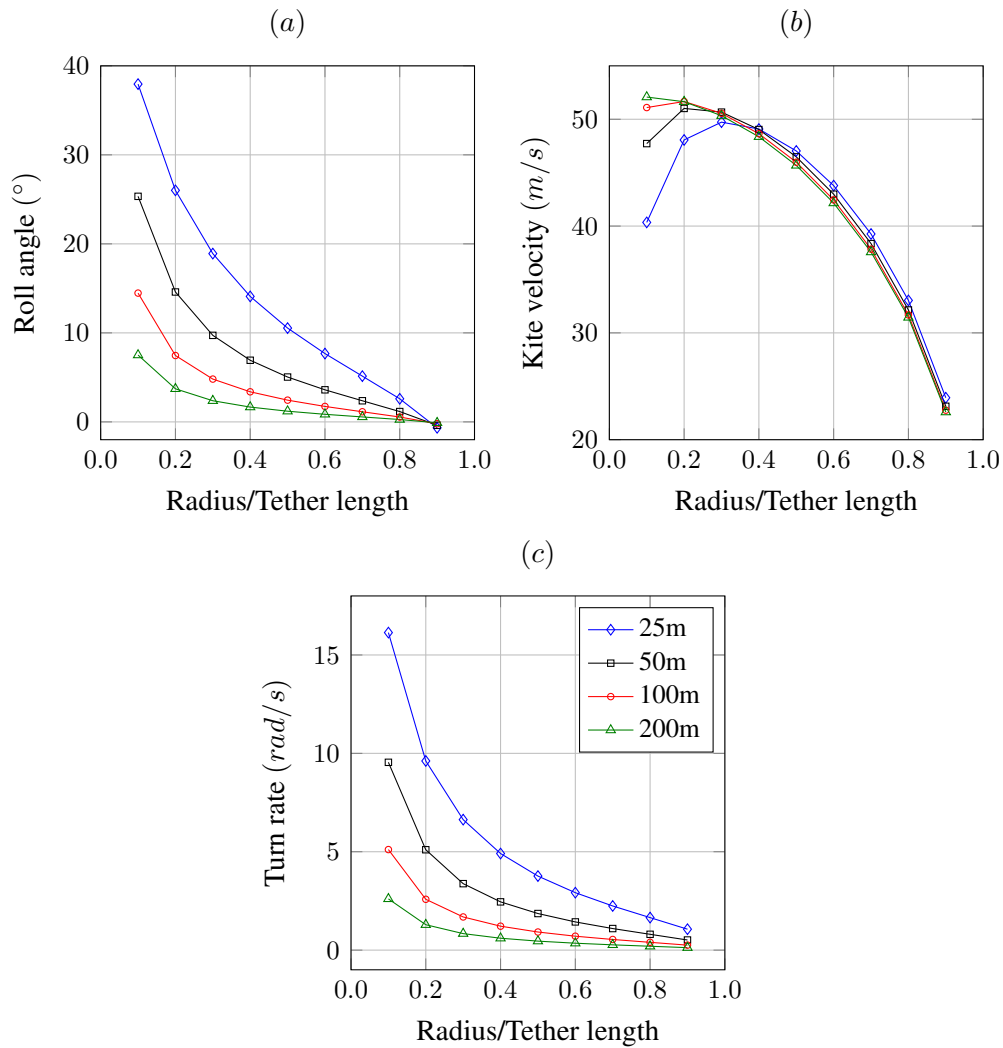 (a)
40
30
20
10
0
0.0 0.2 0.4 0.6 0.8 1.0
Roll angle (°)
Radius/Tether length
(b)
50
40
30
20
0.0 0.2 0.4 0.6 0.8 1.0
Kite velocity (m/s)
Radius/Tether length
(c)
15
10
5
0
0.0 0.2 0.4 0.6 0.8 1.0
Turn rate (rad/s)
Radius/Tether length
25m
50m
100m
200m